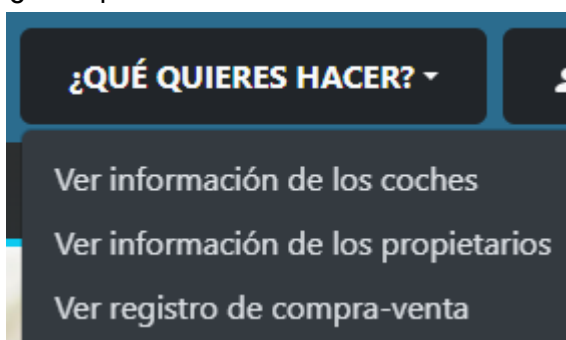 ¿QUÉ QUIERES HACER?
Ver información de los coches
Ver información de los propietarios
Ver registro de compra-venta